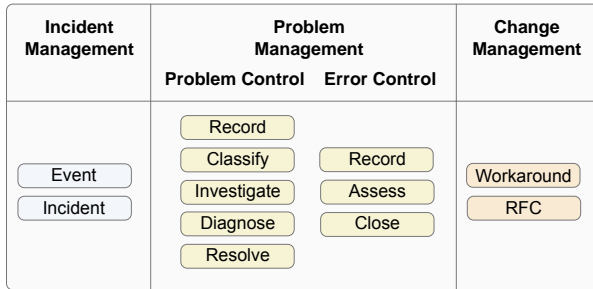 Incident
Management
Problem
Management
Change
Management
Problem Control
Error Control
Event
Incident
Record
Classify
Investigate
Diagnose
Resolve
Record
Assess
Close
Workaround
RFC